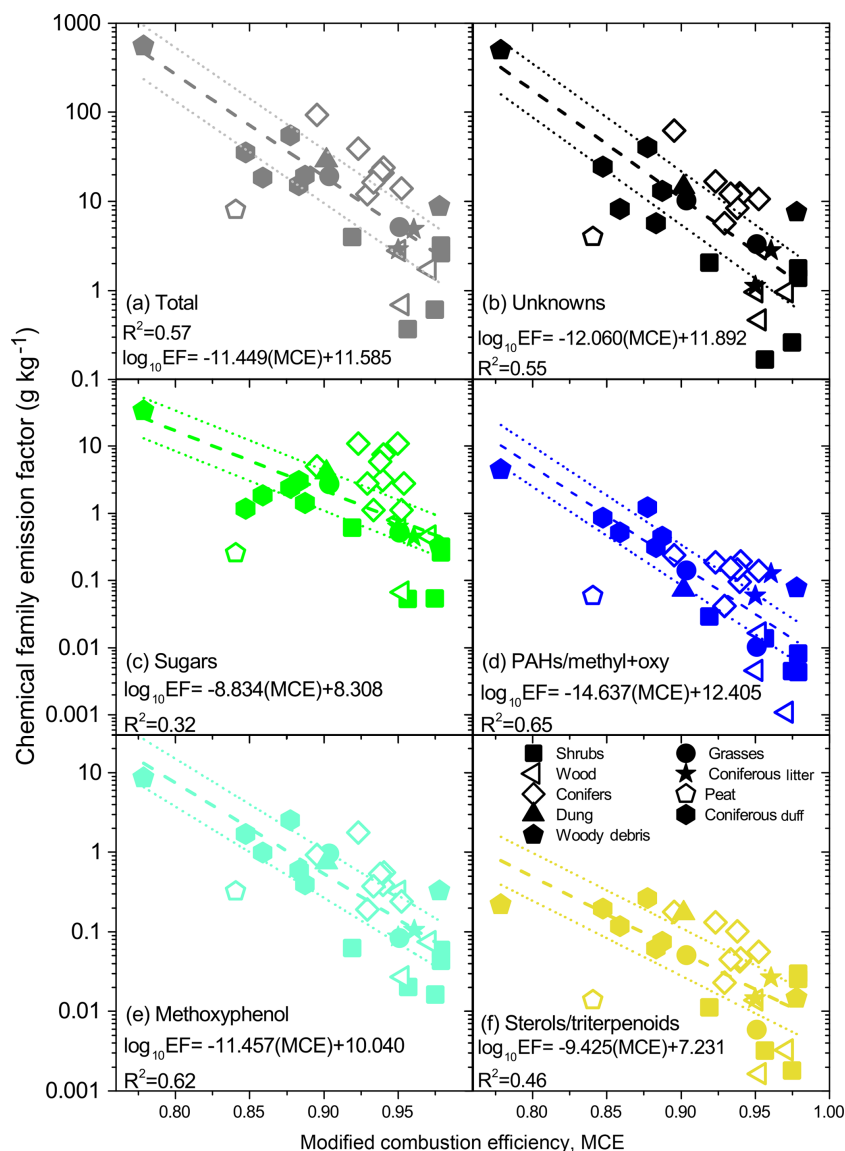 Chemical family emission factor (g kg⁻¹)
1000
100
10
1
0.1
(a) Total
R²=0.57
log₁₀EF= -11.449(MCE)+11.585
(b) Unknowns
log₁₀EF= -12.060(MCE)+11.892
R²=0.55
10
1
0.1
0.01
0.001
(c) Sugars
log₁₀EF= -8.834(MCE)+8.308
R²=0.32
(d) PAHs/methyl+oxy
log₁₀EF= -14.637(MCE)+12.405
R²=0.65
10
1
0.1
0.01
0.001
(e) Methoxyphenol
log₁₀EF= -11.457(MCE)+10.040
R²=0.62
Shrubs
Grasses
Wood
Coniferous litter
Conifers
Peat
Dung
Coniferous duff
Woody debris
(f) Sterols/triterpenoids
log₁₀EF= -9.425(MCE)+7.231
R²=0.46
0.80 0.85 0.90 0.95 0.80 0.85 0.90 0.95 1.00
Modified combustion efficiency, MCE